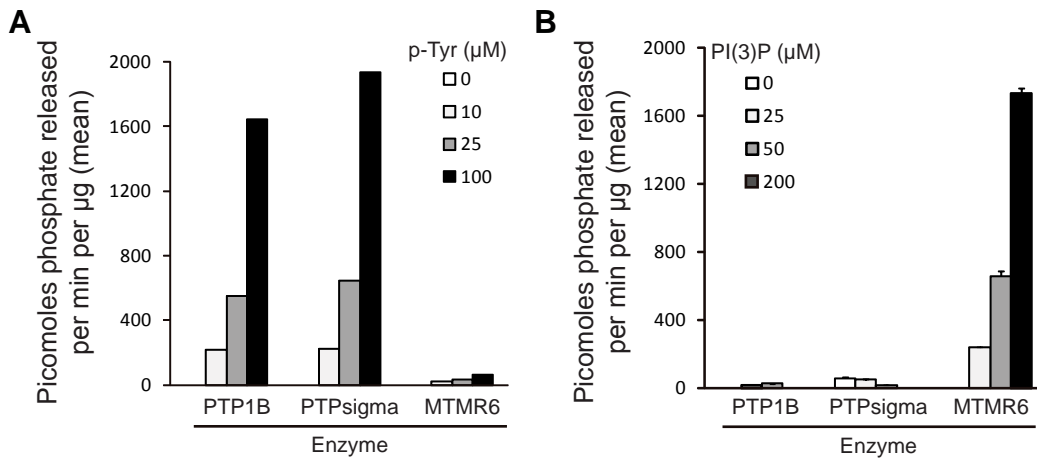 A
Picomoles phosphate released
per min per µg (mean)
2000
1600
1200
800
400
0
p-Tyr (µM)
0
10
25
100
PTP1B PTPsigma MTMR6
Enzyme
B
Picomoles phosphate released
per min per µg (mean)
2000
1600
1200
800
400
0
PI(3)P (µM)
0
25
50
200
PTP1B PTPsigma MTMR6
Enzyme